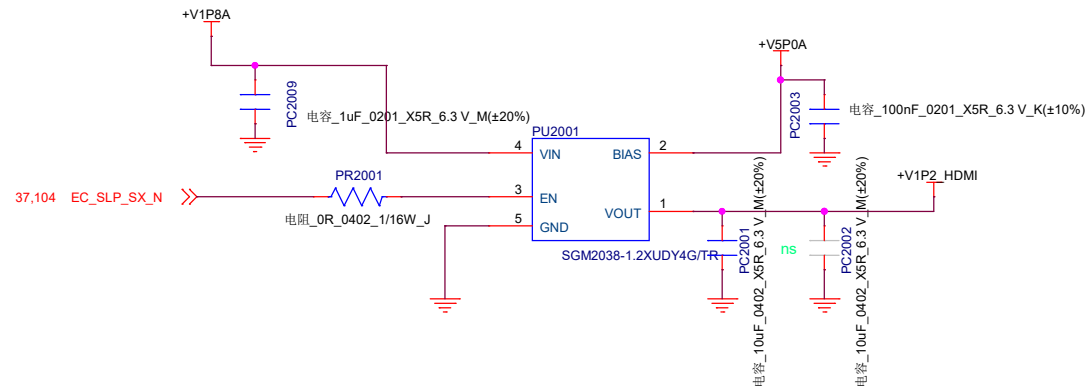 +V1P8A
+V5P0A
PC2009
电容_1uF_0201_X5R_6.3 V_M(±20%)
PC2003
电容_100nF_0201_X5R_6.3 V_K(±10%)
PU2001
4
VIN
BIAS
2
37,104 EC_SLP_SX_N
PR2001
电阻_0R_0402_1/16W_J
3
EN
5
GND
VOUT
1
SGM2038-1.2XUDY4G/TR
+V1P2_HDMI
PC2001
电容_10uF_0402_X5R_6.3 V_M(±20%)
ns
PC2002
电容_10uF_0402_X5R_6.3 V_M(±20%)